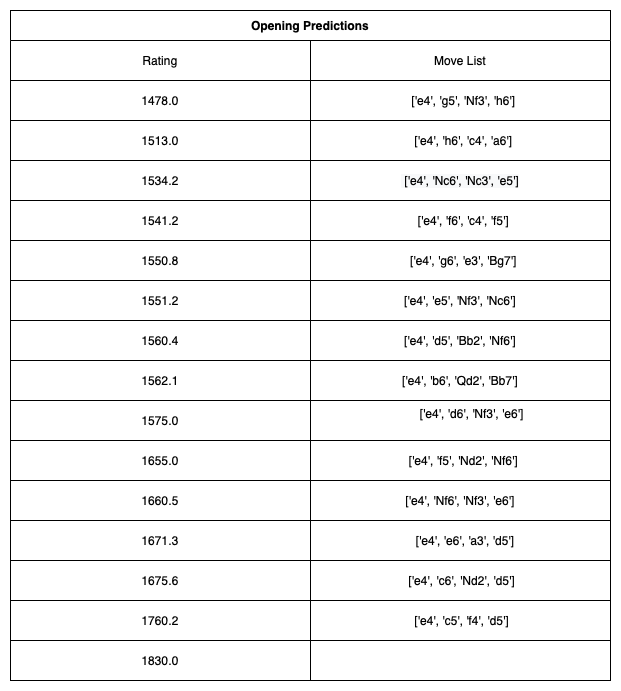 Opening Predictions
Rating Move List
1478.0 ['e4', 'g5', 'Nf3', 'h6']
1513.0 ['e4', 'h6', 'c4', 'a6']
1534.2 ['e4', 'Nc6', 'Nc3', 'e5']
1541.2 ['e4', 'f6', 'c4', 'f5']
1550.8 ['e4', 'g6', 'e3', 'Bg7']
1551.2 ['e4', 'e5', 'Nf3', 'Nc6']
1560.4 ['e4', 'd5', 'Bb2', 'Nf6']
1562.1 ['e4', 'b6', 'Qd2', 'Bb7']
1575.0 ['e4', 'd6', 'Nf3', 'e6']
1655.0 ['e4', 'f5', 'Nd2', 'Nf6']
1660.5 ['e4', 'Nf6', 'Nf3', 'e6']
1671.3 ['e4', 'e6', 'a3', 'd5']
1675.6 ['e4', 'c6', 'Nd2', 'd5']
1760.2 ['e4', 'c5', 'f4', 'd5']
1830.0